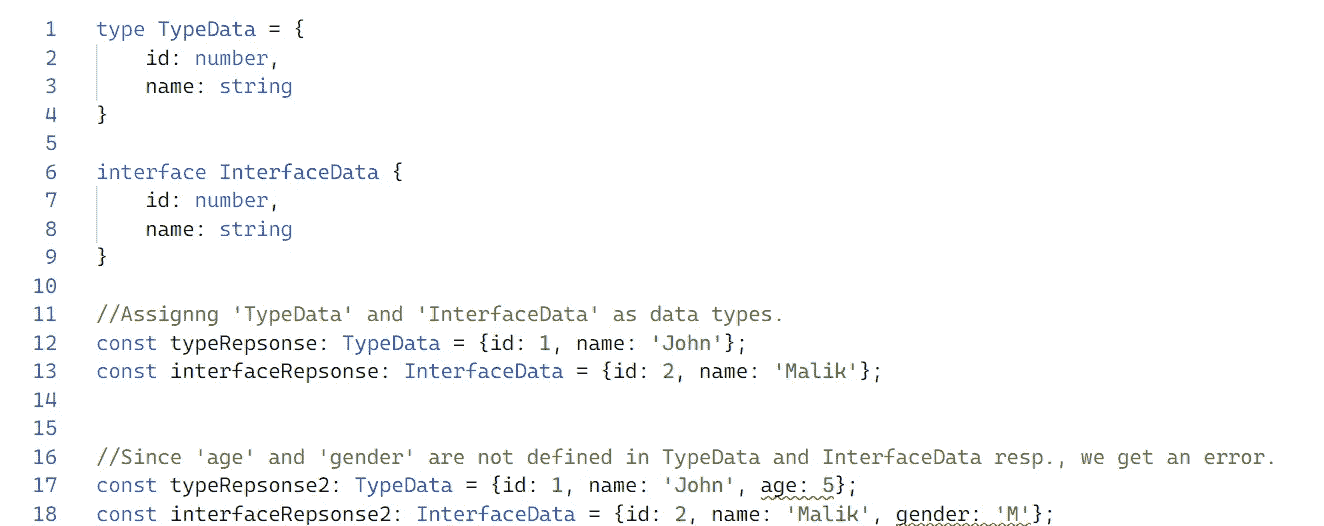 1 type TypeData = {
2 id: number,
3 name: string
4 }
5
6 interface InterfaceData {
7 id: number,
8 name: string
9 }
10
11 //Assignng 'TypeData' and 'InterfaceData' as data types.
12 const typeRepsonse: TypeData = {id: 1, name: 'John'};
13 const interfaceRepsonse: InterfaceData = {id: 2, name: 'Malik'};
14
15
16 //Since 'age' and 'gender' are not defined in TypeData and InterfaceData resp., we get an error.
17 const typeRepsonse2: TypeData = {id: 1, name: 'John', age: 5};
18 const interfaceRepsonse2: InterfaceData = {id: 2, name: 'Malik', gender: 'M'};